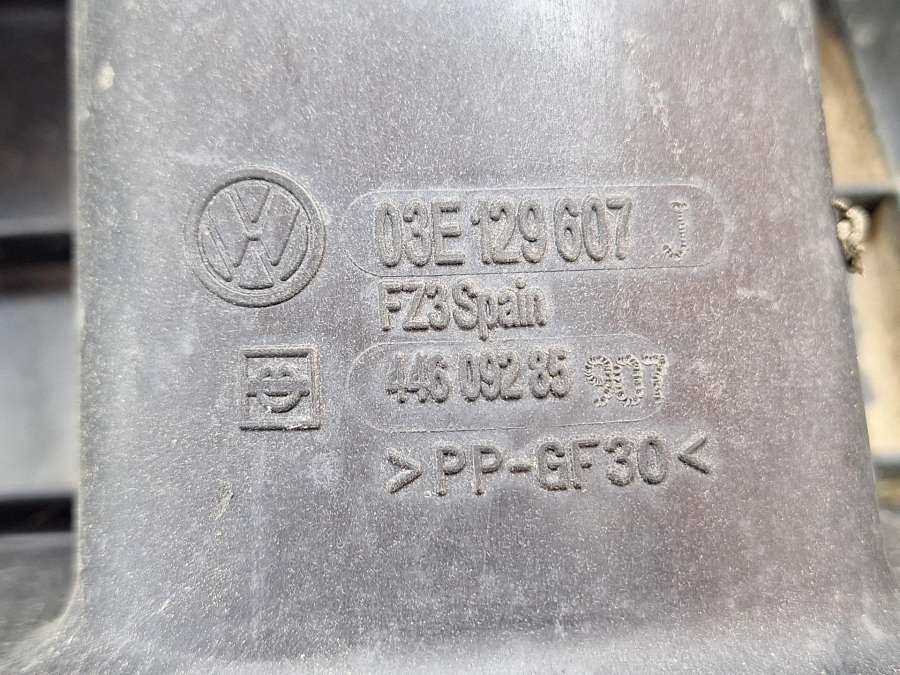 03E 129 607 J
FZ3 Spain
446 092 85 907
>PP-GF30<